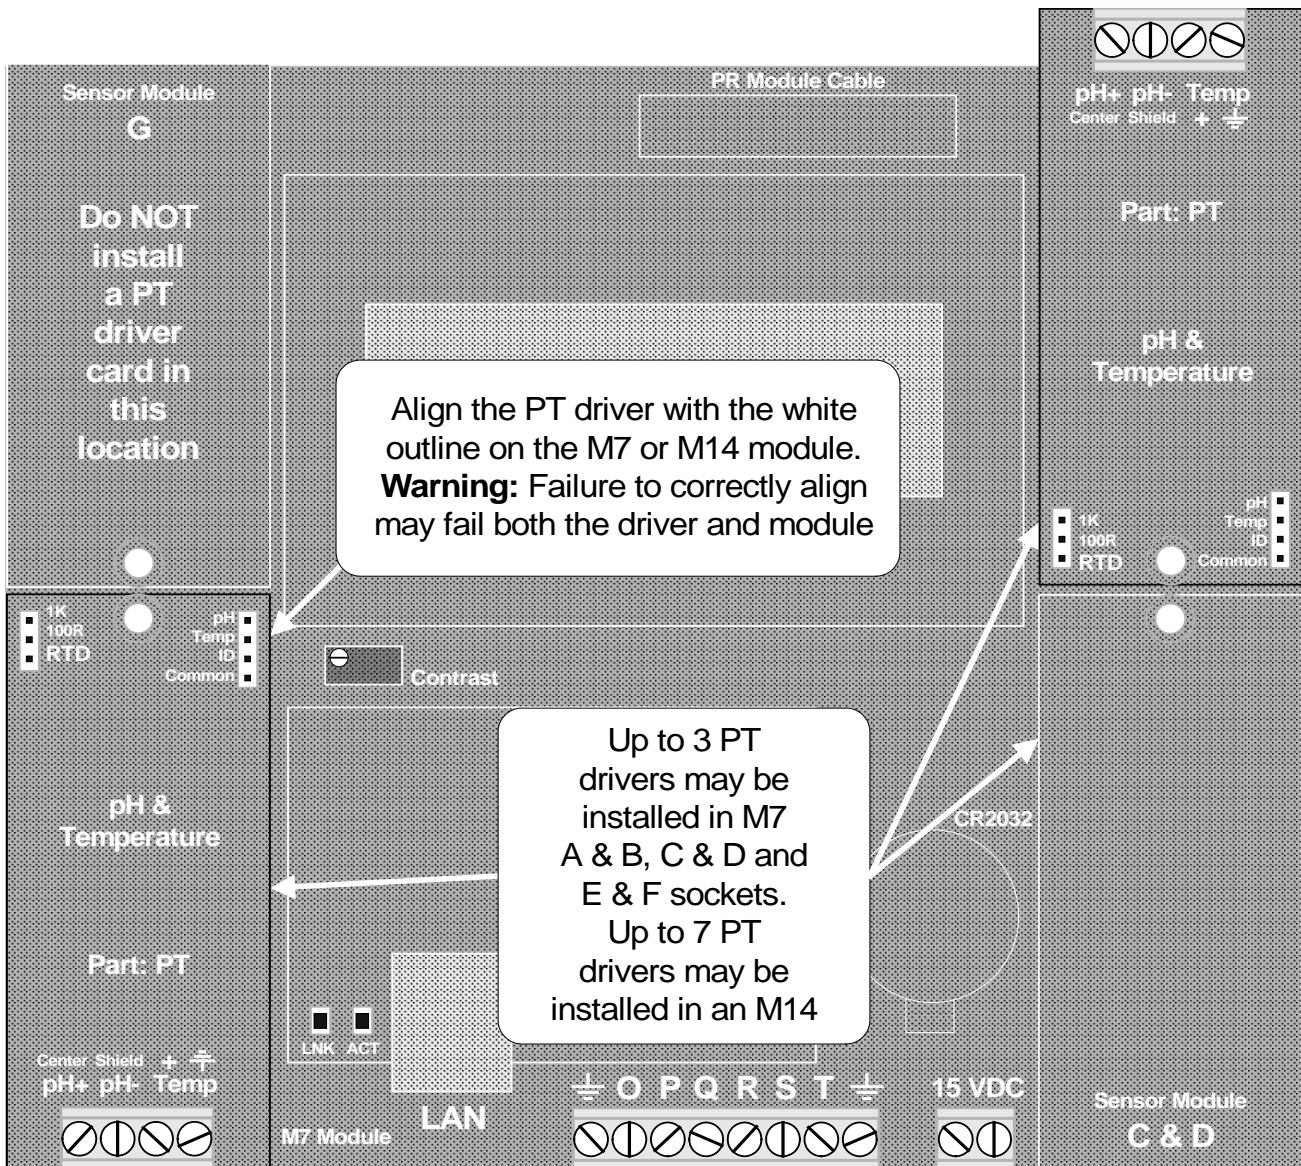 PR Module Cable
Sensor Module
G
Do NOT
install
a PT
driver
card in
this
location
pH+ pH- Temp
Center Shield +
Part: PT
pH &
Temperature
1K
100R
RTD
pH
Temp
ID
Common
Align the PT driver with the white
outline on the M7 or M14 module.
Warning: Failure to correctly align
may fail both the driver and module
1K
100R
RTD
pH
Temp
ID
Common
Contrast
Up to 3 PT
drivers may be
installed in M7
A & B, C & D and
E & F sockets.
Up to 7 PT
drivers may be
installed in an M14
CR2032
pH &
Temperature
Part: PT
Center Shield +
pH+ pH- Temp
LNK ACT
LAN
M7 Module
O P Q R S T
15 VDC
Sensor Module
C & D